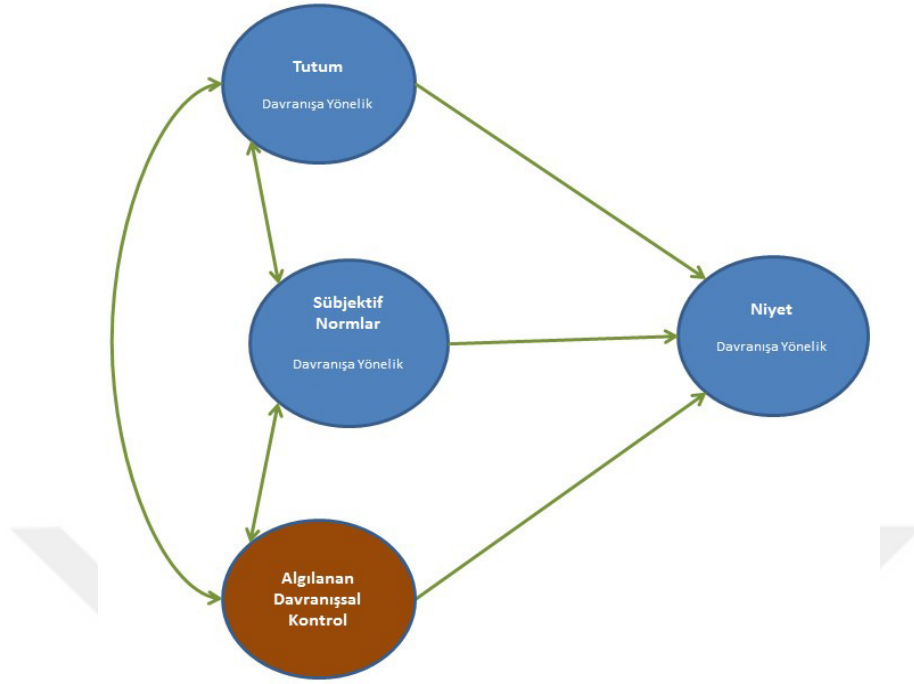 Tutum
Davranışa Yönelik
Sübjektif
Normlar
Davranışa Yönelik
Niyet
Davranışa Yönelik
Algılanan
Davranışsal
Kontrol